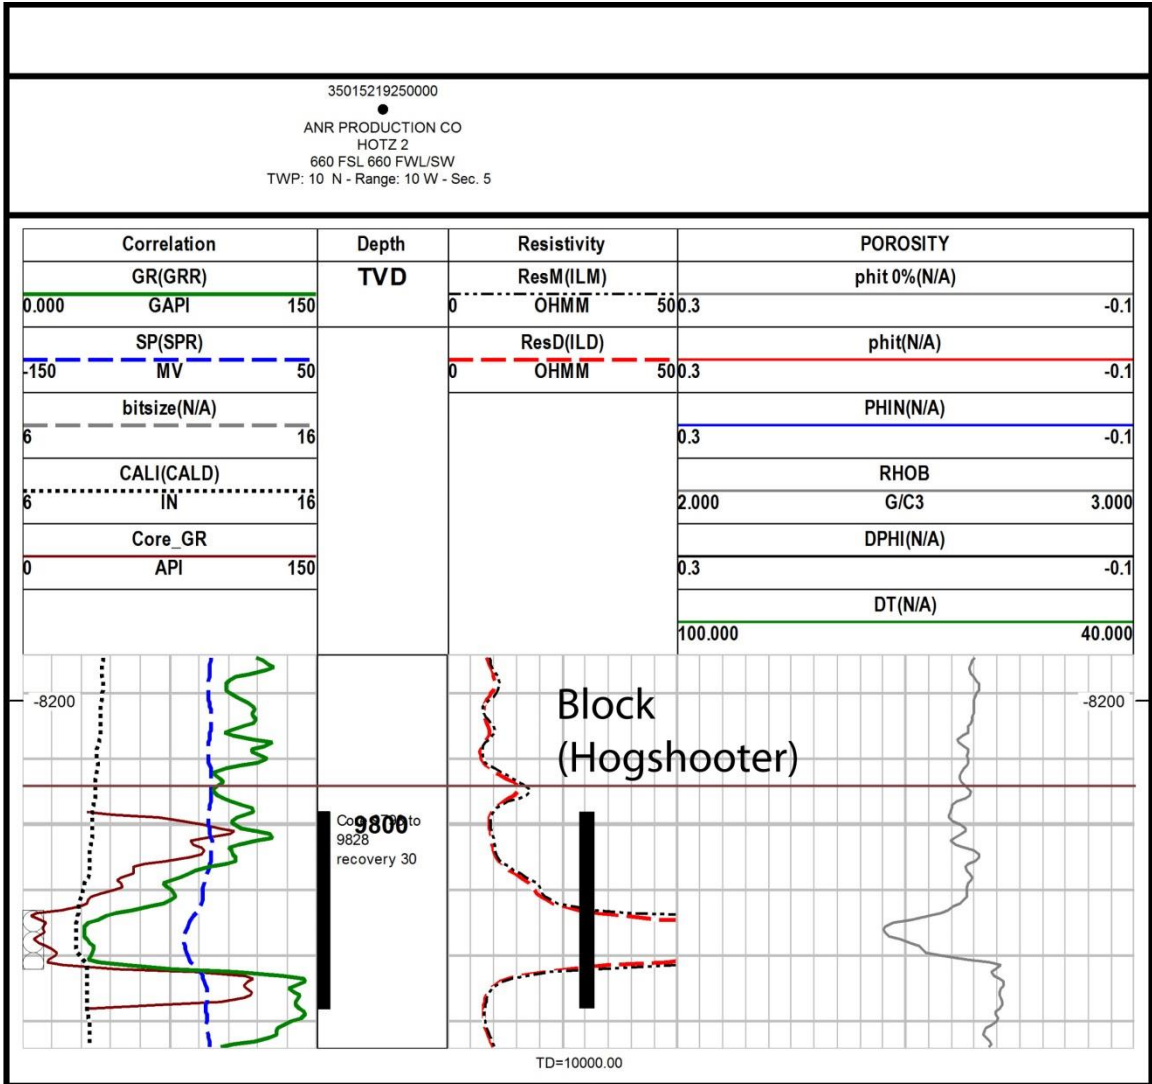 35015219250000
ANR PRODUCTION CO
HOTZ 2
660 FSL 660 FWL/SW
TWP: 10 N - Range: 10 W - Sec. 5
Correlation Depth Resistivity POROSITY
GR(GRR) TVD ResM(ILM) phit 0%(N/A)
0.000 GAPI 150 0 OHMM 50 0.3 -0.1
SP(SPR) ResD(ILD) phit(N/A)
-150 MV 50 0 OHMM 50 0.3 -0.1
bitsize(N/A) PHIN(N/A)
6 16 0.3 -0.1
CALI(CALD) RHOB
6 IN 16 2.000 G/C3 3.000
Core_GR DPHI(N/A)
0 API 150 0.3 -0.1
DT(N/A)
100.000 40.000
-8200 Block -8200
(Hogshooter)
9800 to
9828
recovery 30
TD=10000.00